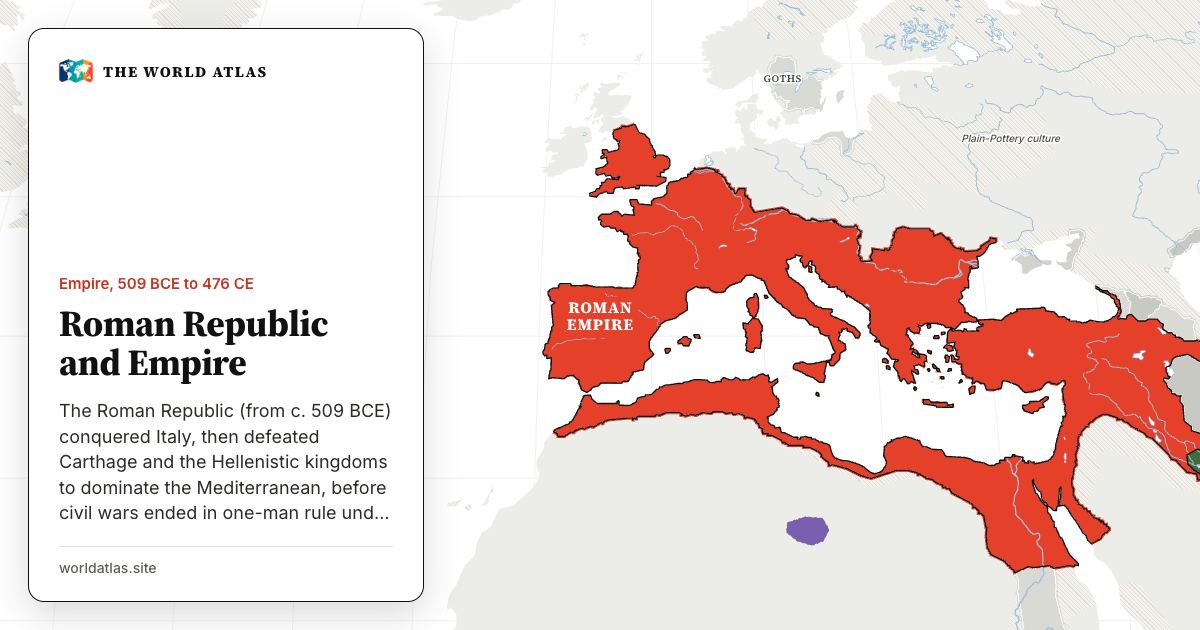 THE WORLD ATLAS
Empire, 509 BCE to 476 CE
Roman Republic
and Empire
The Roman Republic (from c. 509 BCE)
conquered Italy, then defeated
Carthage and the Hellenistic kingdoms
to dominate the Mediterranean, before
civil wars ended in one-man rule und...
worldatlas.site
GOTHS
Plain-Pottery culture
ROMAN
EMPIRE